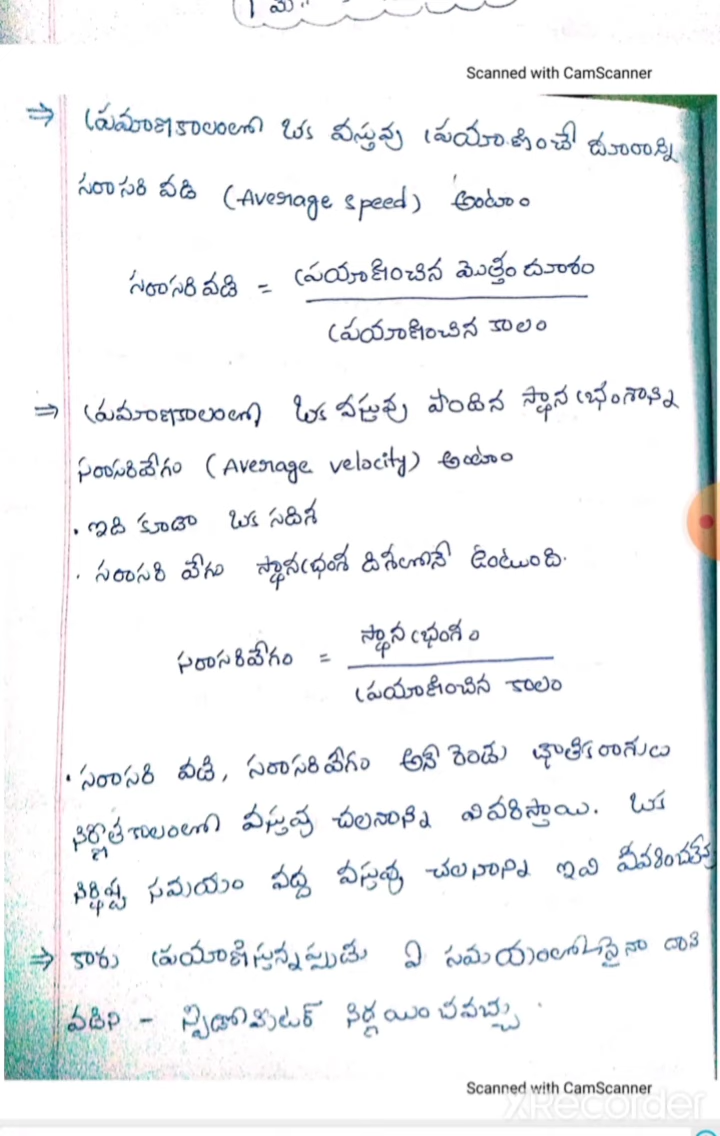 Scanned with CamScanner
⇒ ప్రమాణకాలంలో ఒక వస్తువు ప్రయాణించే దూరాన్ని
సరాసరి వడి (Average speed) అంటాం
సరాసరి వడి = ప్రయాణించిన మొత్తం దూరం
ప్రయాణించిన కాలం
⇒ ప్రమాణకాలంలో ఒక వస్తువు పొందిన స్థానభ్రంశాన్ని
సరాసరివేగం (Average velocity) అంటాం
. ఇది కూడా ఒక సదిశ
. సరాసరి వేగం స్థానభ్రంశ దిశలోనే ఉంటుంది.
సరాసరివేగం = స్థానభ్రంశం
ప్రయాణించిన కాలం
• సరాసరి వడి, సరాసరివేగం అనే రెండు భౌతిక రాశులు
నిర్ణీత కాలంలో వస్తువు చలనాన్ని వివరిస్తాయి. ఒక
నిర్దిష్ట సమయం వద్ద వస్తువు చలనాన్ని ఇవి
⇒ కారు ప్రయాణిస్తున్నప్పుడు ఏ సమయంలోనైనా దాని
వడిని - స్పీడోమీటర్ నిర్ణయించవచ్చు.
Scanned with CamScanner
XRecorder